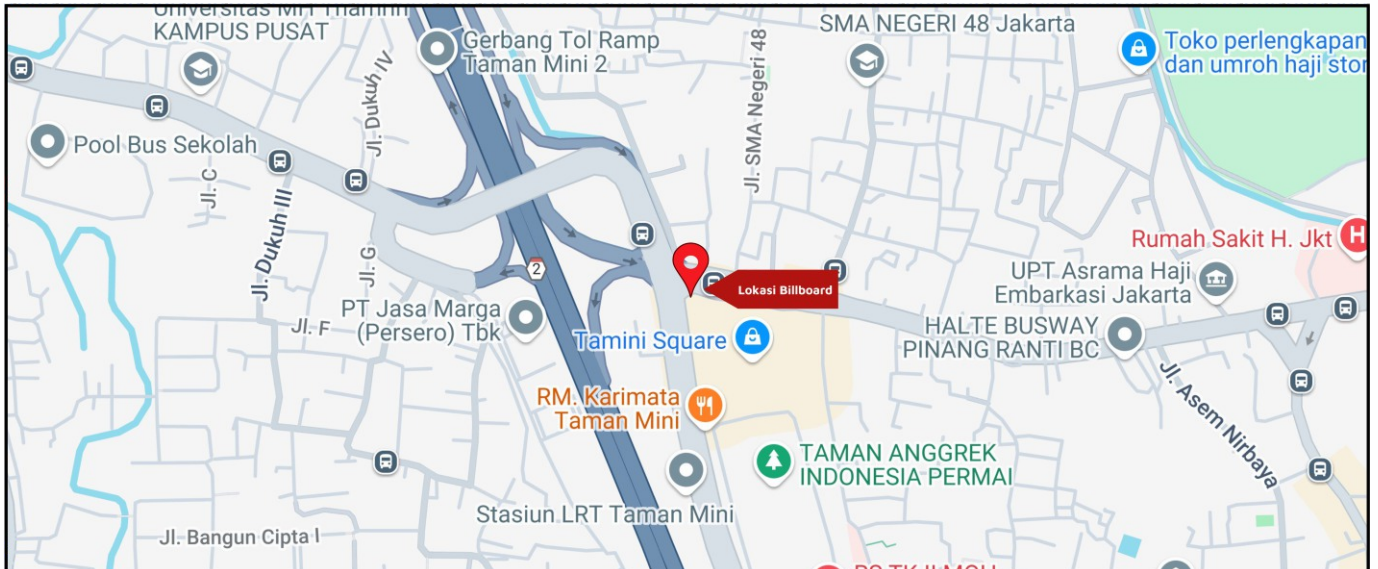 Universitas MH Thamrin
KAMPUS PUSAT
Gerbang Tol Ramp
Taman Mini 2
SMA NEGERI 48 Jakarta
Toko perlengkapan
dan umroh haji stor
Jl. Dukuh IV
Jl. SMA Negeri 48
Pool Bus Sekolah
Jl. C
Jl. Dukuh III
Jl. G
2
Lokasi Billboard
Rumah Sakit H. Jkt
H
UPT Asrama Haji
Embarkasi Jakarta
PT Jasa Marga
(Persero) Tbk
Jl. F
Tamini Square
HALTE BUSWAY
PINANG RANTI BC
RM. Karimata
Taman Mini
Jl. Asem Nirbaya
TAMAN ANGGREK
INDONESIA PERMAI
Stasiun LRT Taman Mini
Jl. Bangun Cipta I